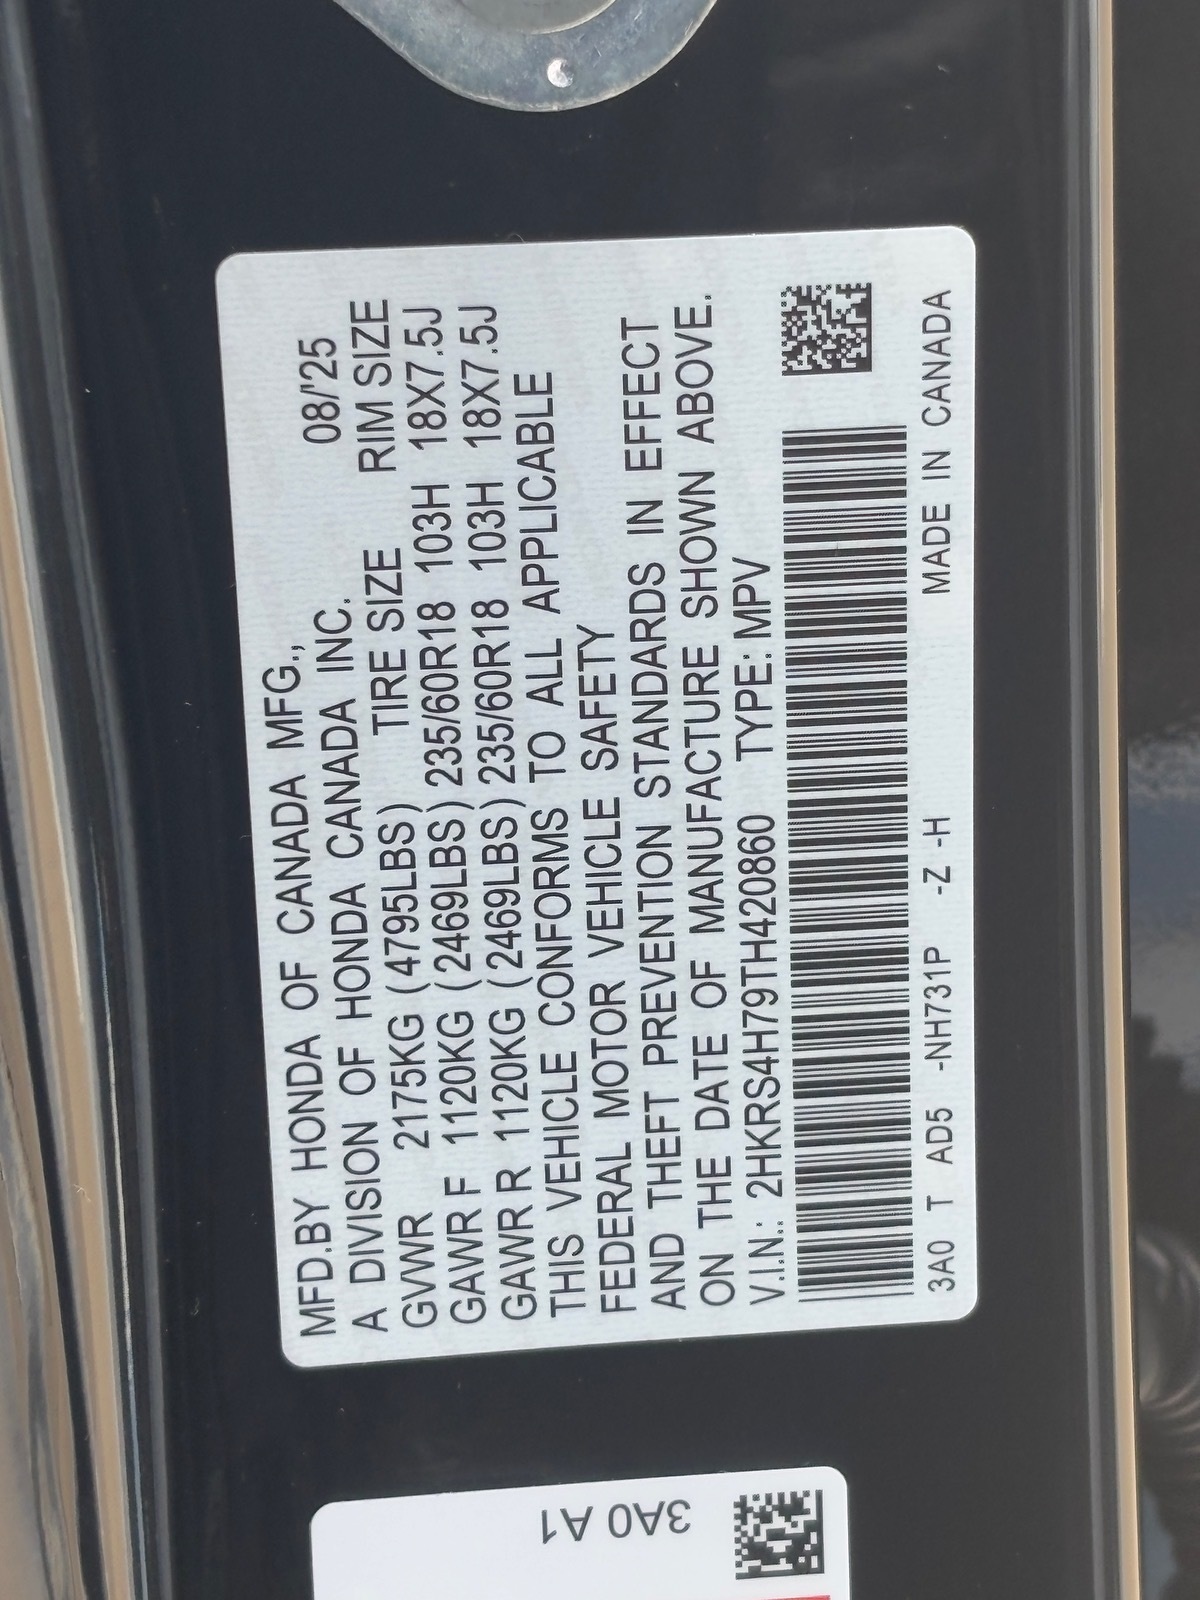 MFD.BY HONDA OF CANADA MFG., 08/'25
A DIVISION OF HONDA CANADA INC.
TIRE SIZE RIM SIZE
GVWR 2175KG (4795LBS)
GAWR F 1120KG (2469LBS) 235/60R18 103H 18X7.5J
GAWR R 1120KG (2469LBS) 235/60R18 103H 18X7.5J
THIS VEHICLE CONFORMS TO ALL APPLICABLE
FEDERAL MOTOR VEHICLE SAFETY
AND THEFT PREVENTION STANDARDS IN EFFECT
ON THE DATE OF MANUFACTURE SHOWN ABOVE.
V.I.N.: 2HKRS4H79TH420860 TYPE: MPV
3A0 T AD5 -NH731P -Z -H MADE IN CANADA
3A0 A1